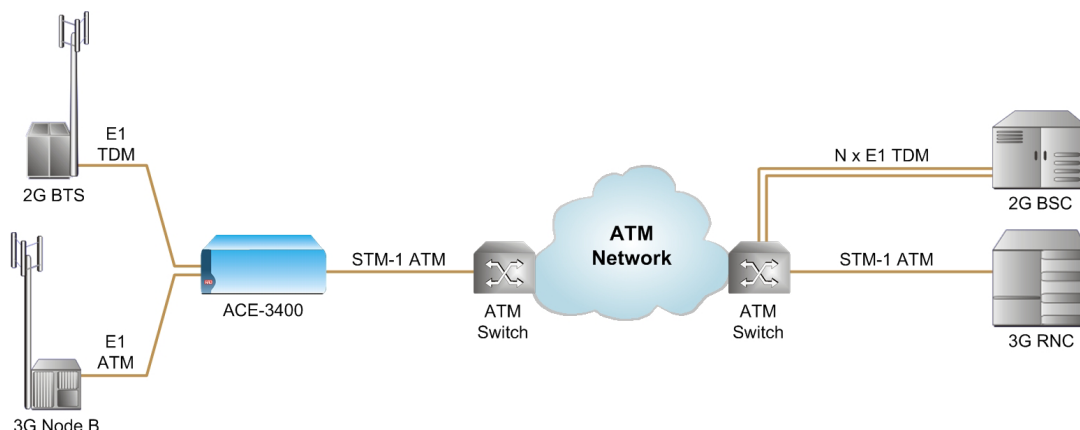 E1
TDM
2G BTS
E1
ATM
3G Node B
ACE-3400
STM-1 ATM
ATM
Switch
ATM
Network
ATM
Switch
N x E1 TDM
STM-1 ATM
2G BSC
3G RNC